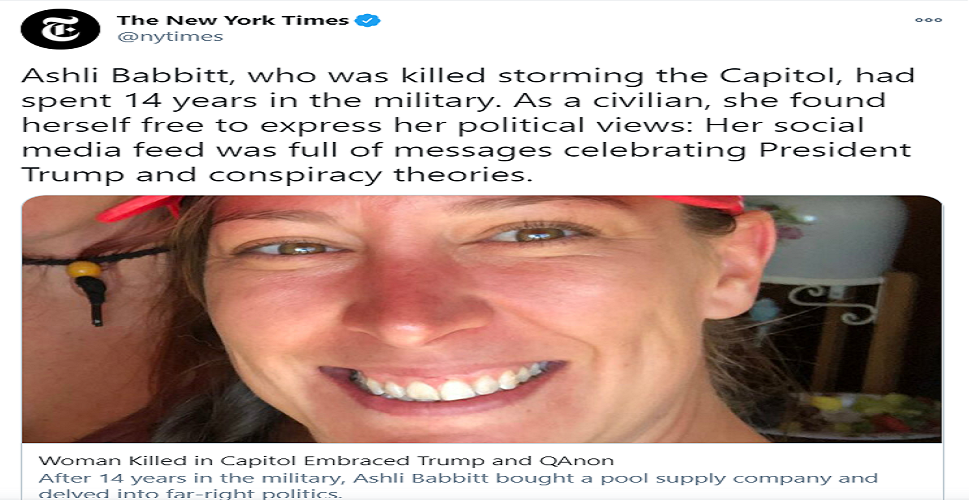 The New York Times
@nytimes
Ashli Babbitt, who was killed storming the Capitol, had
spent 14 years in the military. As a civilian, she found
herself free to express her political views: Her social
media feed was full of messages celebrating President
Trump and conspiracy theories.
Woman Killed in Capitol Embraced Trump and QAnon
After 14 years in the military, Ashli Babbitt bought a pool supply company and
delved into far-right politics.